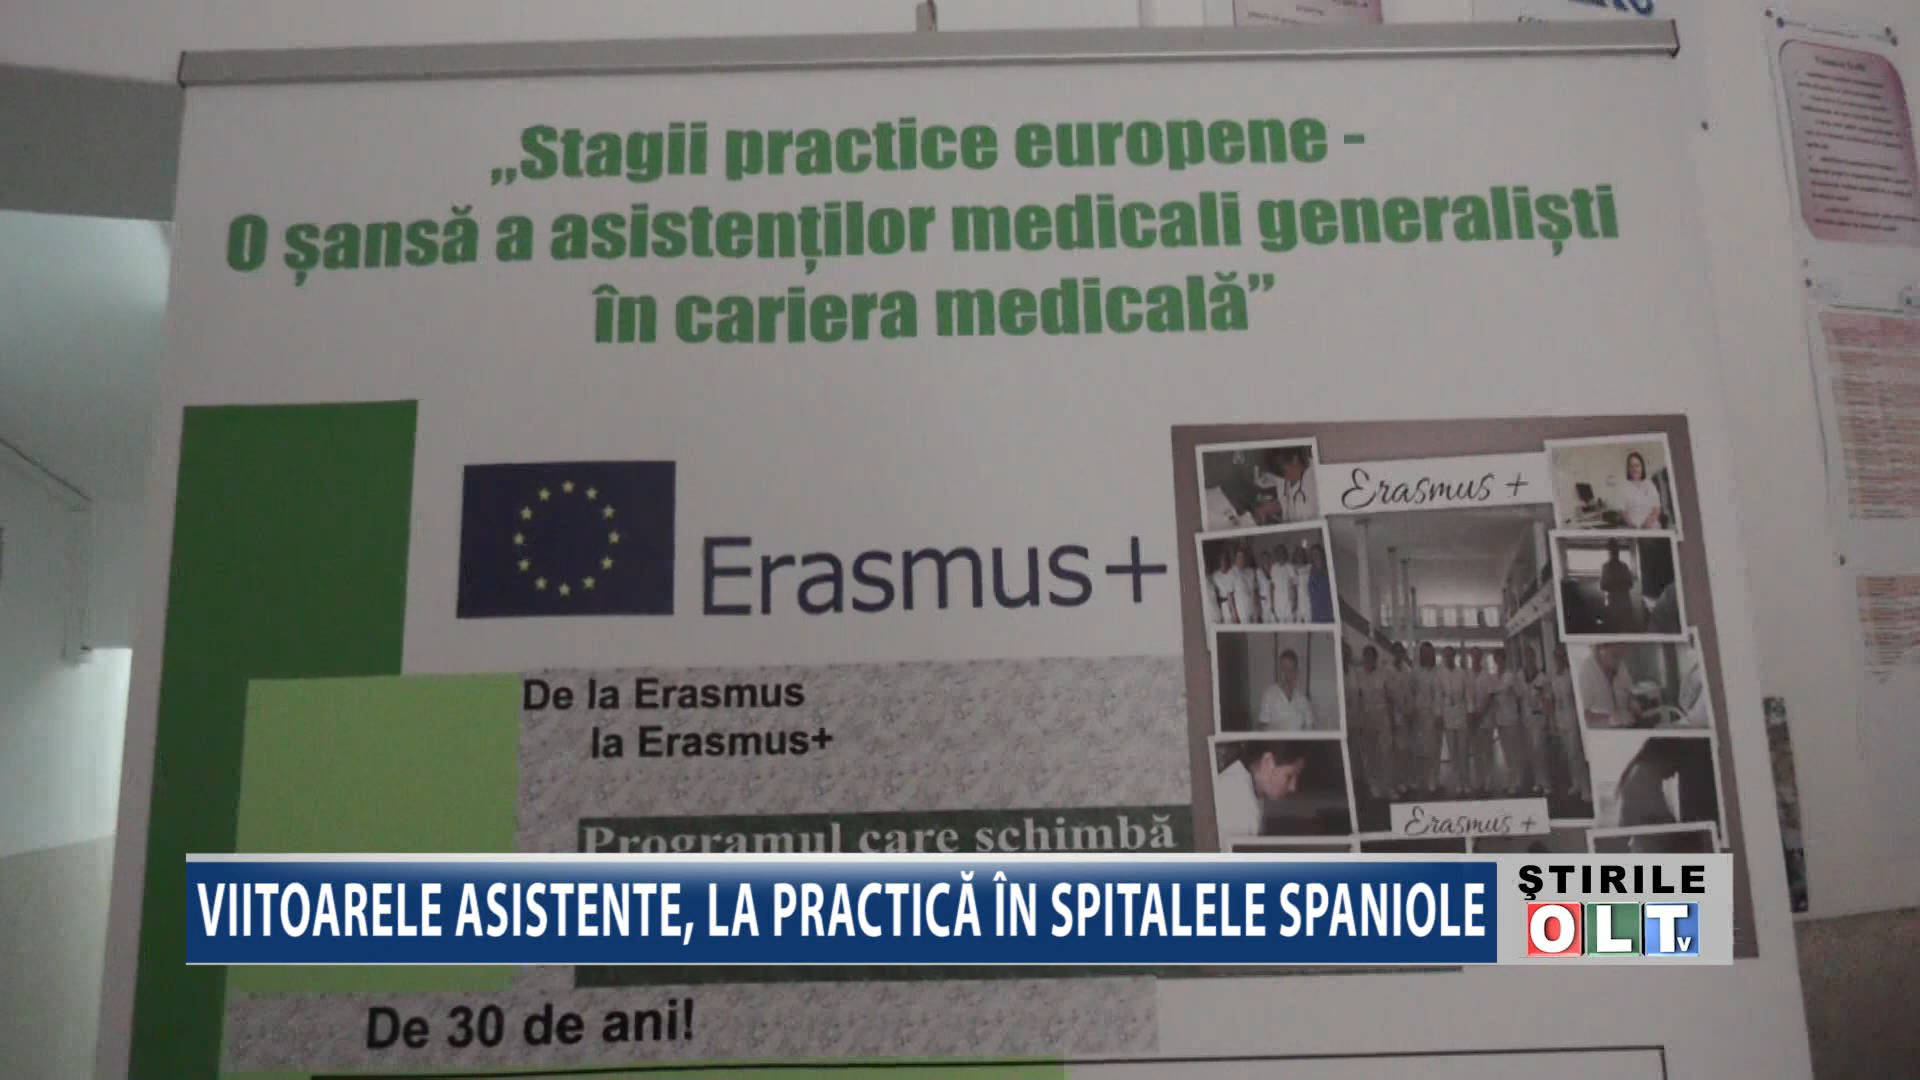 „Stagii practice europene -
O șansă a asistenților medicali generaliști
în cariera medicală”
Erasmus+
Erasmus +
De la Erasmus
la Erasmus+
Programul care schimbă
Erasmus +
VIITOARELE ASISTENTE, LA PRACTICĂ ÎN SPITALELE SPANIOLE
ŞTIRILE
OLT
v
De 30 de ani!